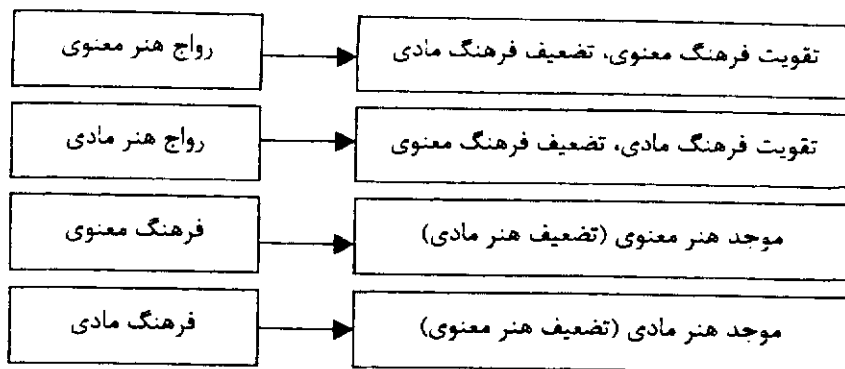 رواج هنر معنوی
تقویت فرهنگ معنوی، تضعیف فرهنگ مادی
رواج هنر مادی
تقویت فرهنگ مادی، تضعیف فرهنگ معنوی
فرهنگ معنوی
موجد هنر معنوی (تضعیف هنر مادی)
فرهنگ مادی
موجد هنر مادی (تضعیف هنر معنوی)